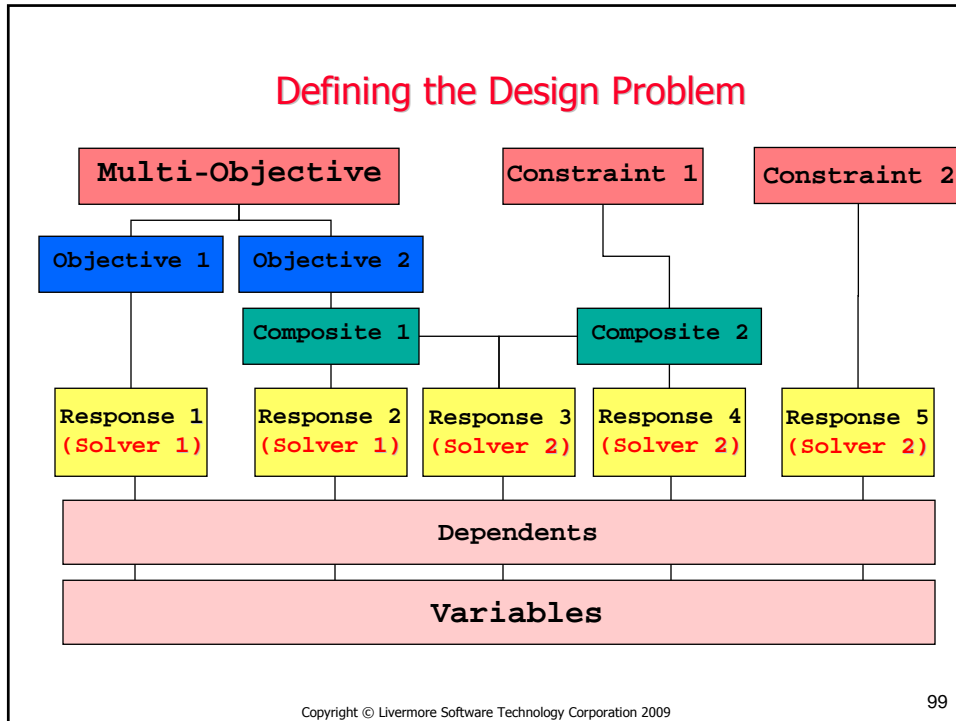 Defining the Design Problem
Multi-Objective
Constraint 1
Constraint 2
Objective 1
Objective 2
Composite 1
Composite 2
Response 1
(Solver 1)
Response 2
(Solver 1)
Response 3
(Solver 2)
Response 4
(Solver 2)
Response 5
(Solver 2)
Dependents
Variables
Copyright © Livermore Software Technology Corporation 2009
99